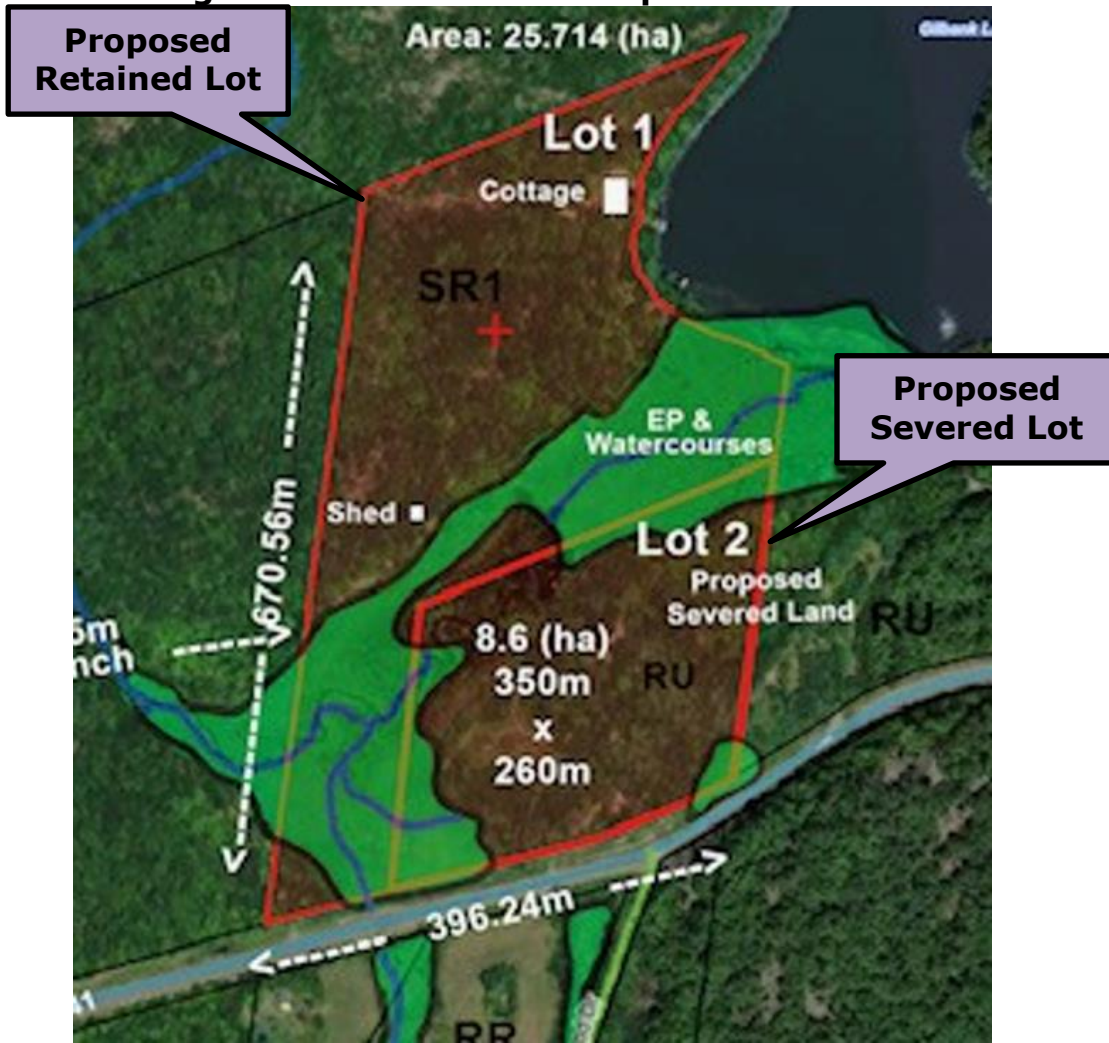 Proposed
Retained Lot
Area: 25.714 (ha)
Lot 1
Cottage
SR1
EP &
Watercourses
Proposed
Severed Lot
Shed
670.56m
Lot 2
Proposed
Severed Land
RU
8.6 (ha)
350m
x
260m
RU
396.24m
RR